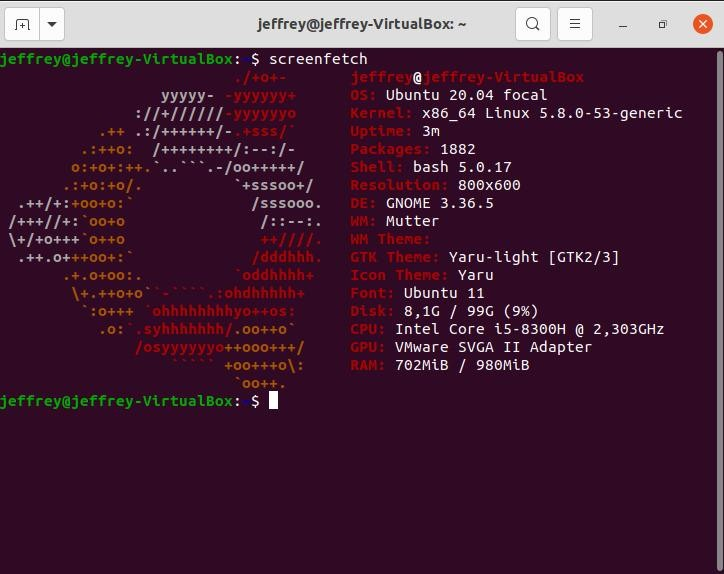 jeffrey@jeffrey-VirtualBox: ~
jeffrey@jeffrey-VirtualBox:~$ screenfetch
./+o+- jeffrey@jeffrey-VirtualBox
yyyyy- -yyyyyy+ OS: Ubuntu 20.04 focal
://+//////-yyyyyyo Kernel: x86_64 Linux 5.8.0-53-generic
.++ .:/++++++/-.+sss/` Uptime: 3m
.:++o: /++++++++/:--:/- Packages: 1882
o:+o+:++.`..```.-/oo+++++/ Shell: bash 5.0.17
.:+o:+o/. `+sssoo+/ Resolution: 800x600
.++/+:+oo+o:` /sssooo. DE: GNOME 3.36.5
/+++//+:`oo+o /::--:. WM: Mutter
\+/+o+++`o++o ++////. WM Theme:
.++.o+++oo+:` /dddhhh. GTK Theme: Yaru-light [GTK2/3]
.+.o+oo:. `oddhhhh+ Icon Theme: Yaru
\+.++o+o``-````.:ohdhhhhh+ Font: Ubuntu 11
`:o+++ `ohhhhhhhhyo++os: Disk: 8,1G / 99G (9%)
.o:`.syhhhhhhh/.oo++o` CPU: Intel Core i5-8300H @ 2,303GHz
/osyyyyyyo++ooo+++/ GPU: VMware SVGA II Adapter
````` +oo+++o\: RAM: 702MiB / 980MiB
`oo++.
jeffrey@jeffrey-VirtualBox:~$